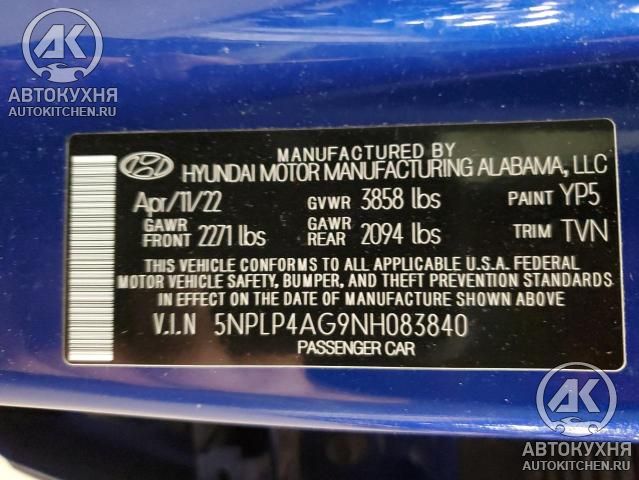 AK
АВТОКУХНЯ
AUTOKITCHEN.RU
MANUFACTURED BY
HYUNDAI MOTOR MANUFACTURING ALABAMA, LLC
Apr/11/22 GVWR 3858 lbs PAINT YP5
GAWR FRONT 2271 lbs GAWR REAR 2094 lbs TRIM TVN
THIS VEHICLE CONFORMS TO ALL APPLICABLE U.S.A. FEDERAL
MOTOR VEHICLE SAFETY, BUMPER, AND THEFT PREVENTION STANDARDS
IN EFFECT ON THE DATE OF MANUFACTURE SHOWN ABOVE.
V.I.N 5NPLP4AG9NH083840
PASSENGER CAR
AK
АВТОКУХНЯ
AUTOKITCHEN.RU